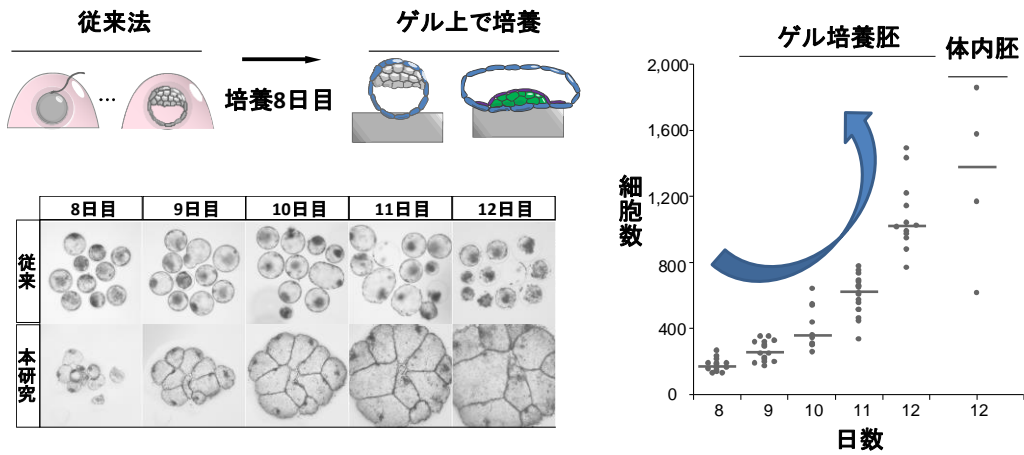 従来法
ゲル上で培養
…
培養8日目
8日目
9日目
10日目
11日目
12日目
従来
本研究
ゲル培養胚
体内胚
2,000
1,600
1,200
800
400
0
細胞数
8
9
10
11
12
12
日数